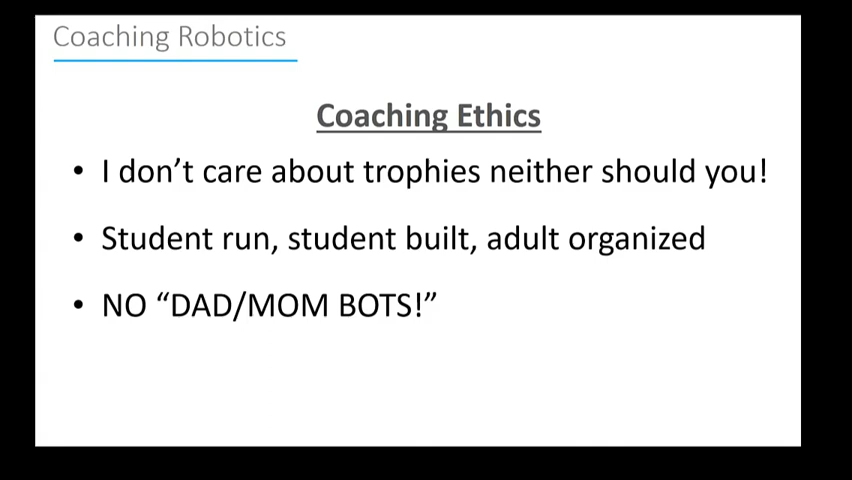 Coaching Robotics
Coaching Ethics
• I don’t care about trophies neither should you!
• Student run, student built, adult organized
• NO “DAD/MOM BOTS!”